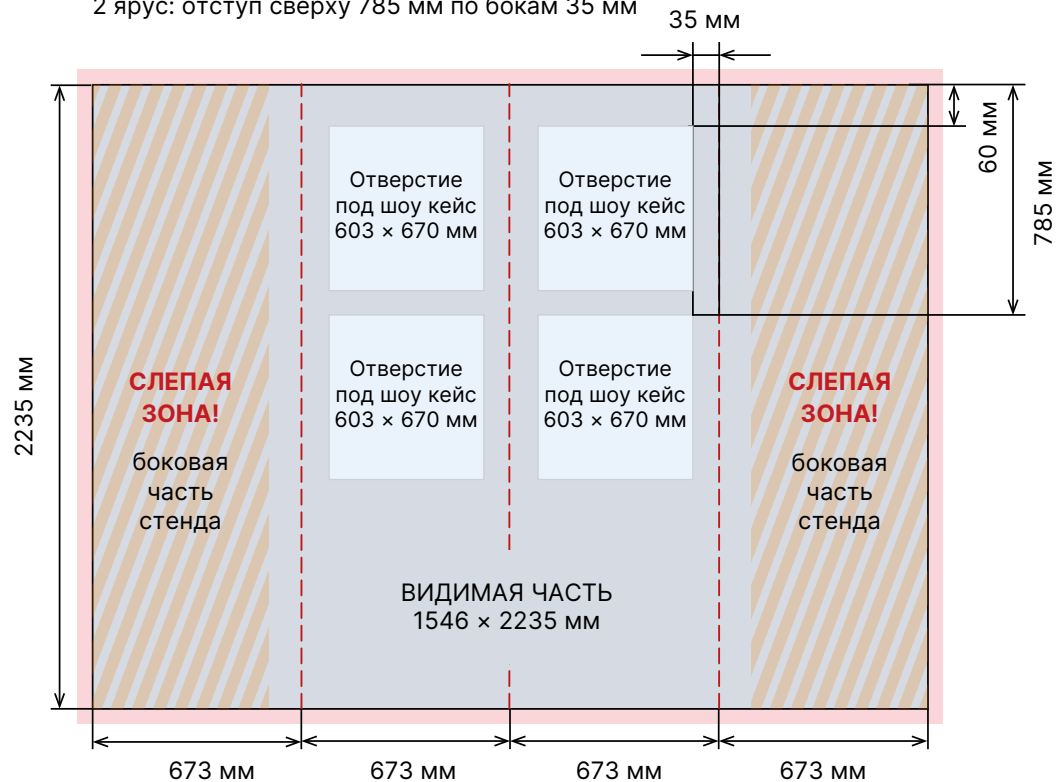 2 ярус: отступ сверху 785 мм по бокам 35 мм
35 мм
60 мм
785 мм
2235 мм
Отверстие
под шоу кейс
603 × 670 мм
Отверстие
под шоу кейс
603 × 670 мм
Отверстие
под шоу кейс
603 × 670 мм
Отверстие
под шоу кейс
603 × 670 мм
СЛЕПАЯ
ЗОНА!
боковая
часть
стенда
СЛЕПАЯ
ЗОНА!
боковая
часть
стенда
ВИДИМАЯ ЧАСТЬ
1546 × 2235 мм
673 мм
673 мм
673 мм
673 мм